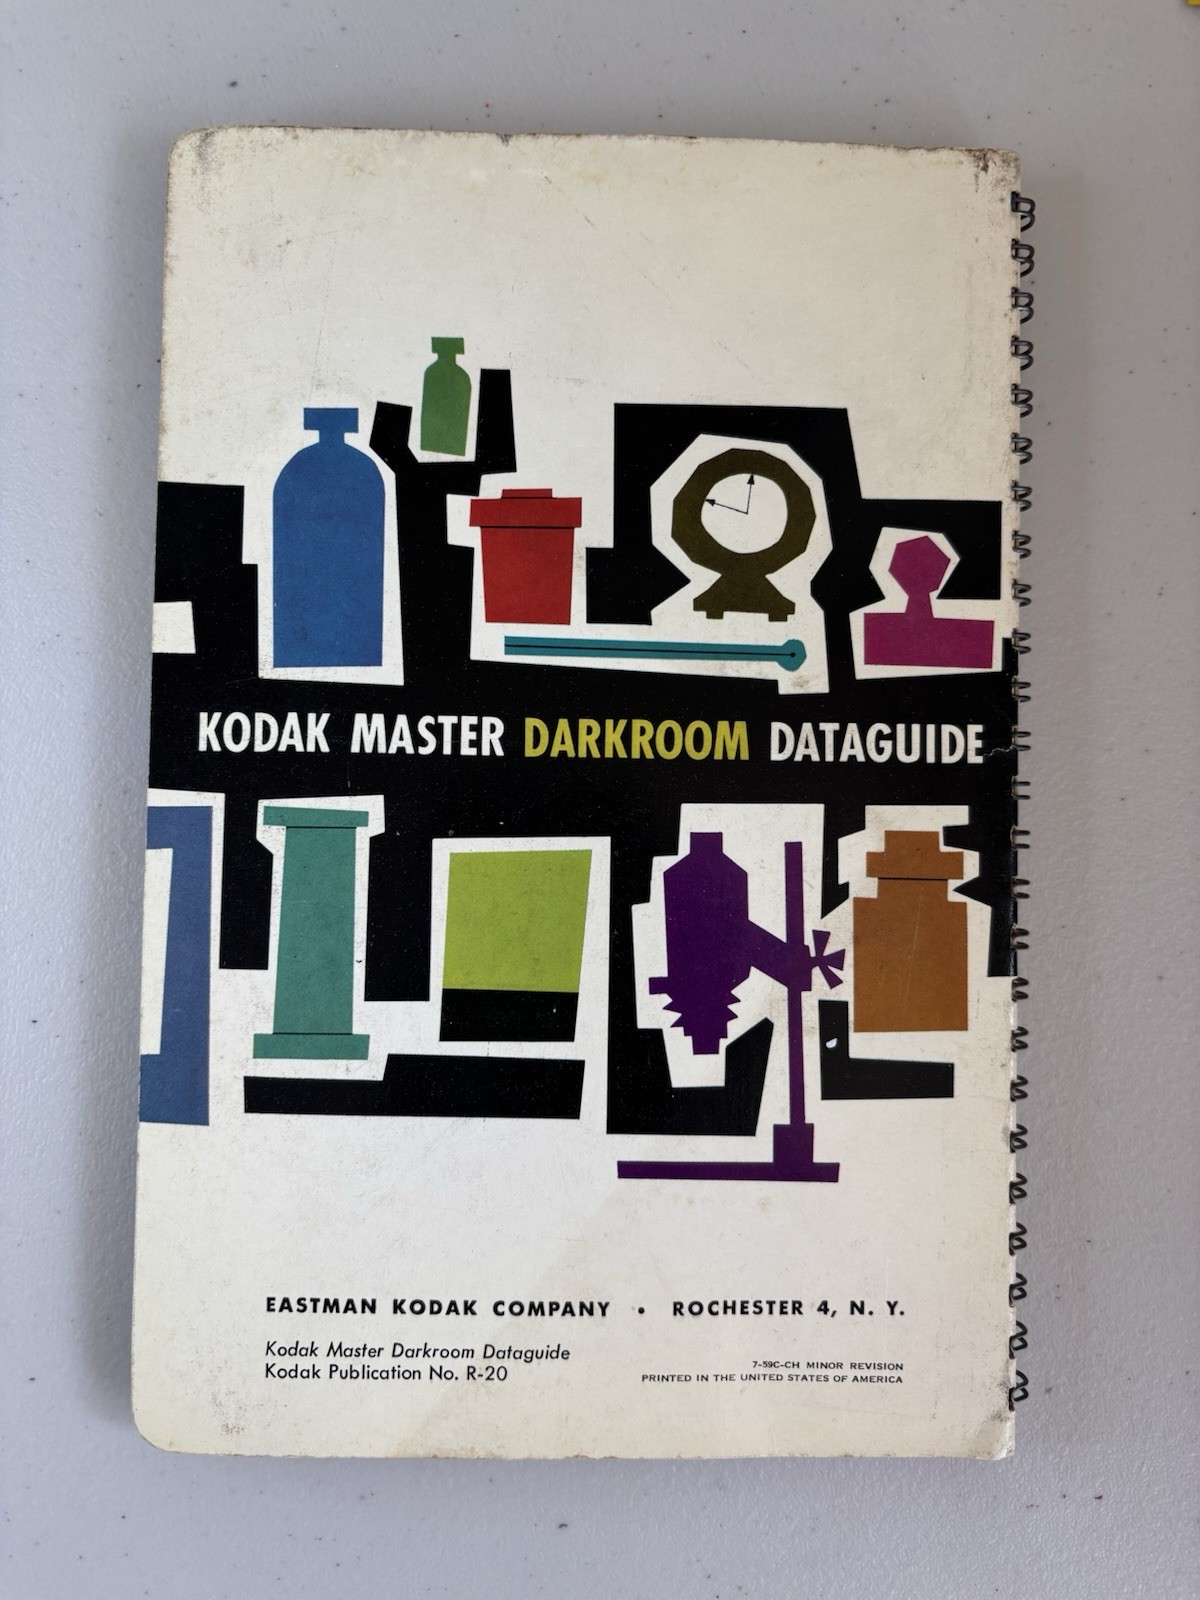 KODAK MASTER DARKROOM DATAGUIDE
EASTMAN KODAK COMPANY • ROCHESTER 4, N. Y.
Kodak Master Darkroom Dataguide
Kodak Publication No. R-20
7-59C-CH MINOR REVISION
PRINTED IN THE UNITED STATES OF AMERICA